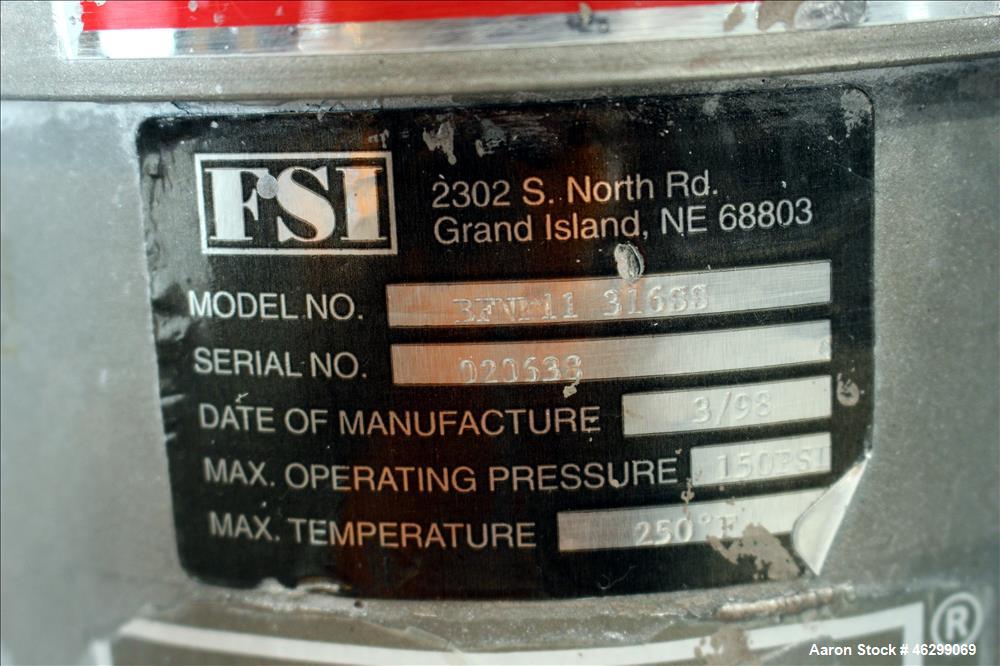 FSI
2302 S. North Rd.
Grand Island, NE 68803
MODEL NO. BFNP11 316SS
SERIAL NO. 020638
DATE OF MANUFACTURE 3/98
MAX. OPERATING PRESSURE 150PSI
MAX. TEMPERATURE 250°F
®
Aaron Stock # 46299069